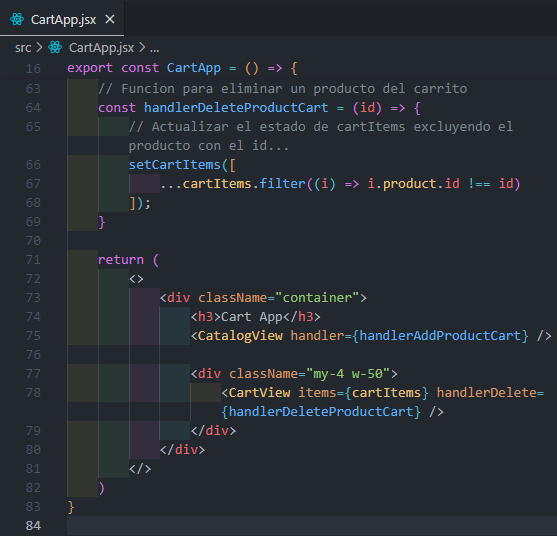 CartApp.jsx ×
src > CartApp.jsx > ...
16 export const CartApp = () => {
63 // Funcion para eliminar un producto del carrito
64 const handlerDeleteProductCart = (id) => {
65 // Actualizar el estado de cartItems excluyendo el
producto con el id...
66 setCartItems([
67 ...cartItems.filter((i) => i.product.id !== id)
68 ]);
69 }
70
71 return (
72 <>
73 <div className="container">
74 <h3>Cart App</h3>
75 <CatalogView handler={handlerAddProductCart} />
76
77 <div className="my-4 w-50">
78 <CartView items={cartItems} handlerDelete=
{handlerDeleteProductCart} />
79 </div>
80 </div>
81 </>
82 )
83 }
84